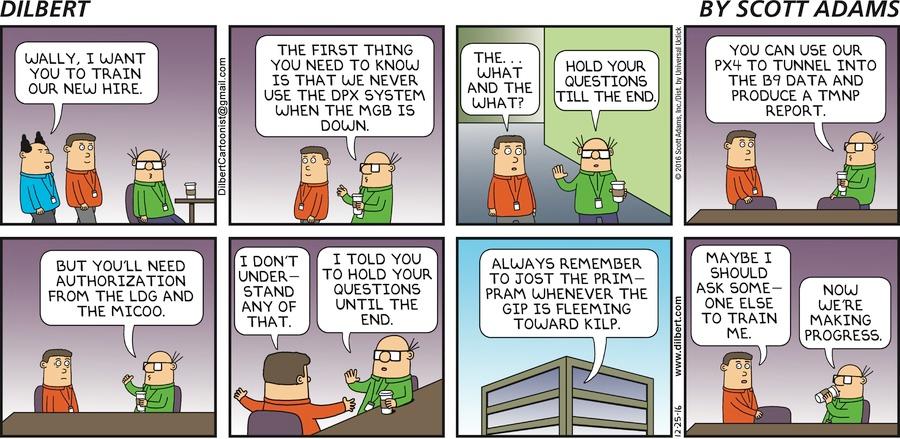 DILBERT
BY SCOTT ADAMS
WALLY, I WANT
YOU TO TRAIN
OUR NEW HIRE.
DilbertCartoonist@gmail.com
THE FIRST THING
YOU NEED TO KNOW
IS THAT WE NEVER
USE THE DPX SYSTEM
WHEN THE MGB IS
DOWN.
THE...
WHAT
AND THE
WHAT?
HOLD YOUR
QUESTIONS
TILL THE END.
© 2016 Scott Adams, Inc./Dist. by Universal Uclick
YOU CAN USE OUR
PX4 TO TUNNEL INTO
THE B9 DATA AND
PRODUCE A TMNP
REPORT.
BUT YOU'LL NEED
AUTHORIZATION
FROM THE LDG AND
THE MICOO.
I DON'T
UNDER-
STAND
ANY OF
THAT.
I TOLD YOU
TO HOLD YOUR
QUESTIONS
UNTIL THE
END.
ALWAYS REMEMBER
TO JOST THE PRIM-
PRAM WHENEVER THE
GIP IS FLEEMING
TOWARD KILP.
www.dilbert.com
12-25-16
MAYBE I
SHOULD
ASK SOME-
ONE ELSE
TO TRAIN
ME.
NOW
WE'RE
MAKING
PROGRESS.